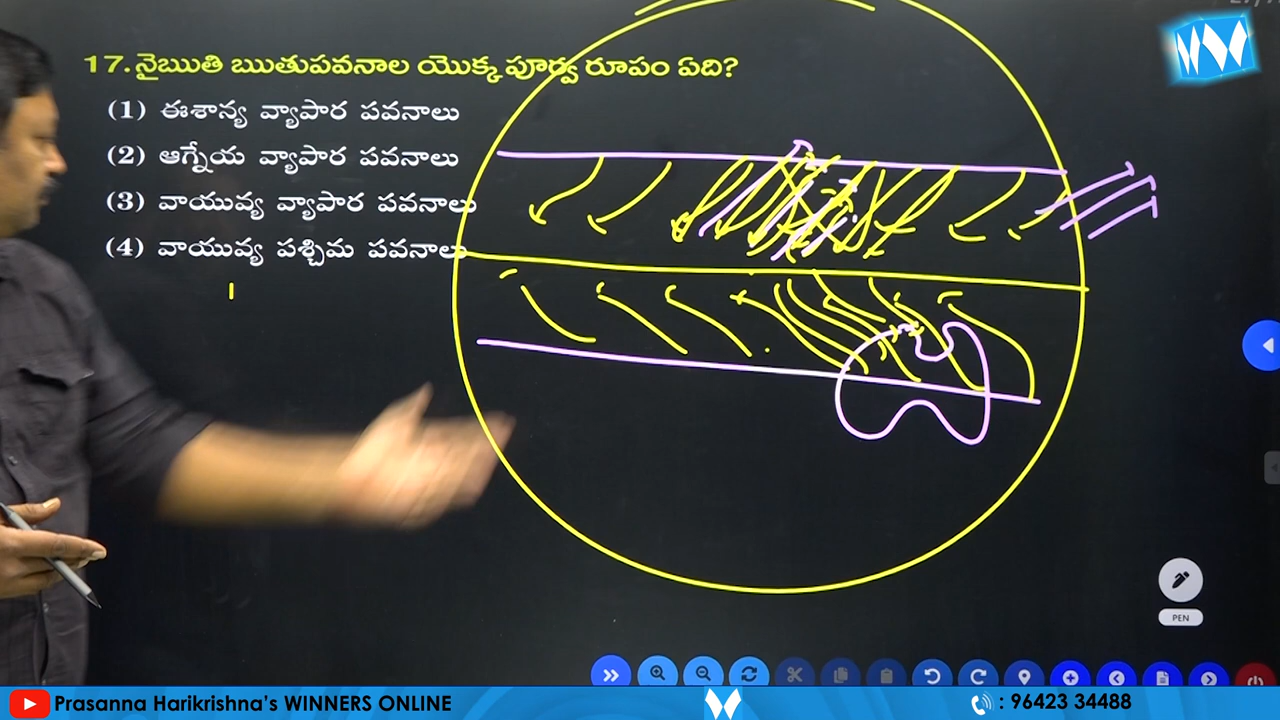 17. నైఋతి ఋతుపవనాల యొక్క పూర్వ రూపం ఏది?
(1) ఈశాన్య వ్యాపార పవనాలు
(2) ఆగ్నేయ వ్యాపార పవనాలు
(3) వాయువ్య వ్యాపార పవనాలు
(4) వాయువ్య పశ్చిమ పవనాలు
W
PEN
Prasanna Harikrishna's WINNERS ONLINE
: 96423 34488